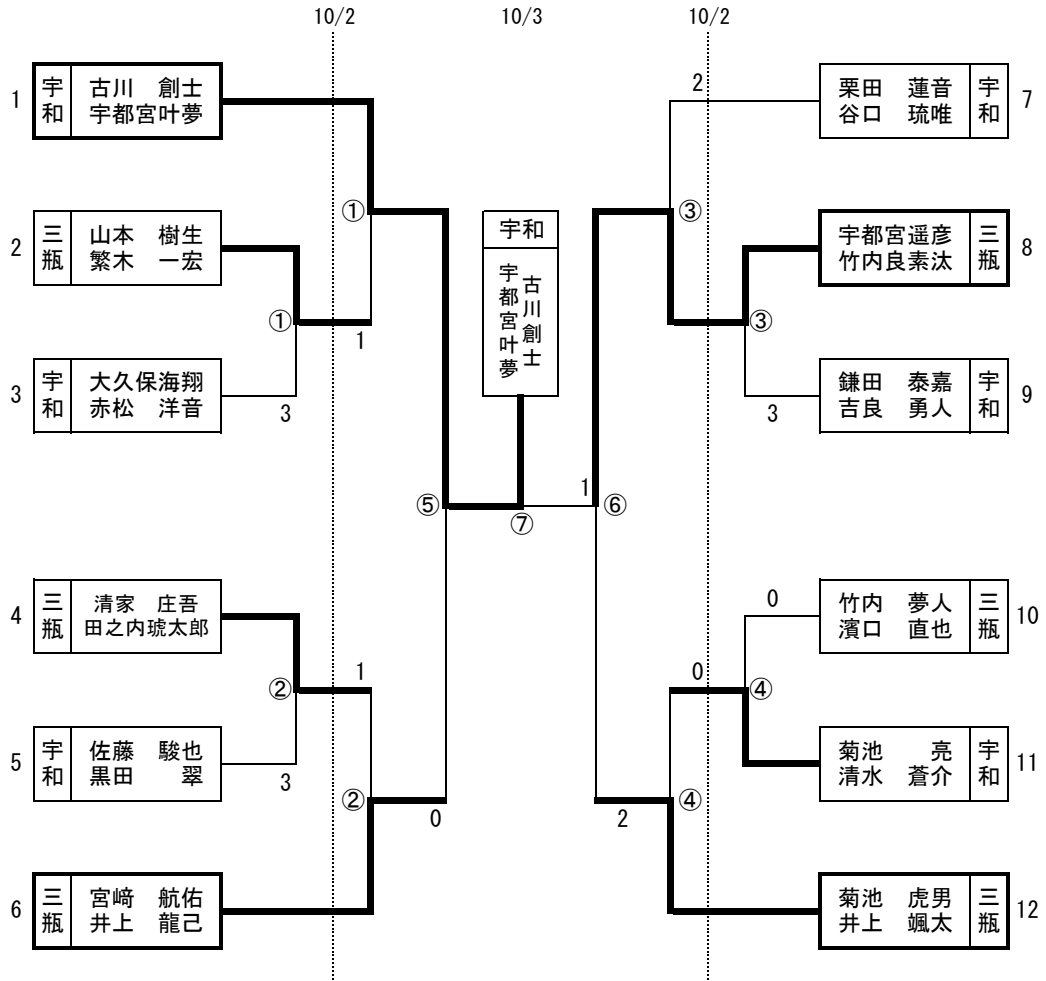 10/2
10/3
10/2
1
宇和
古川　創士
宇都宮叶夢
2
三瓶
山本　樹生
繁木　一宏
3
宇和
大久保海翔
赤松　洋音
4
三瓶
清家　庄吾
田之内琥太郎
5
宇和
佐藤　駿也
黒田　　翠
6
三瓶
宮﨑　航佑
井上　龍己
①
①
1
3
②
1
3
②
0
⑤
宇和
古川創士
宇都宮叶夢
⑦
1
⑥
2
③
③
3
0
0
④
④
2
栗田　蓮音
谷口　琉唯
宇和
7
宇都宮遥彦
竹内良素汰
三瓶
8
鎌田　泰嘉
吉良　勇人
宇和
9
竹内　夢人
濱口　直也
三瓶
10
菊池　　亮
清水　蒼介
宇和
11
菊池　虎男
井上　颯太
三瓶
12